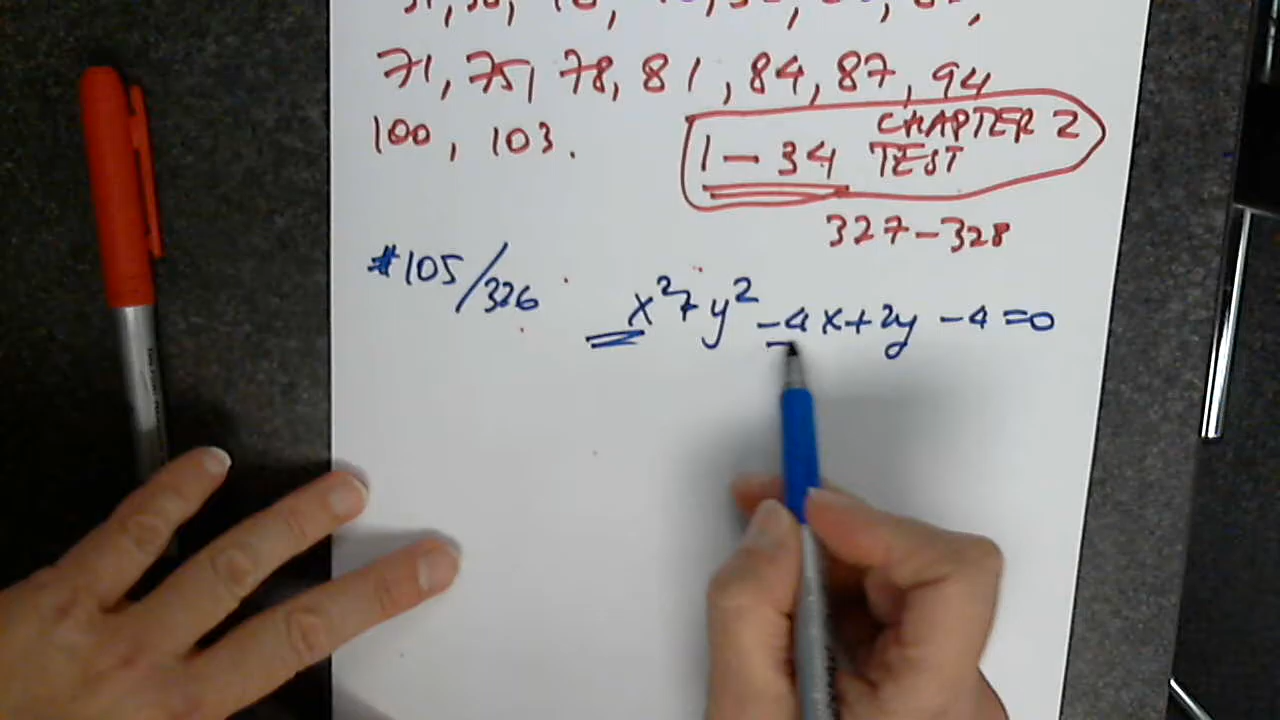 71, 75, 78, 81, 84, 87, 94
100, 103.
CHAPTER 2
1 – 34 TEST
327–328
#105/326
x²+y²-4x+2y-4=0